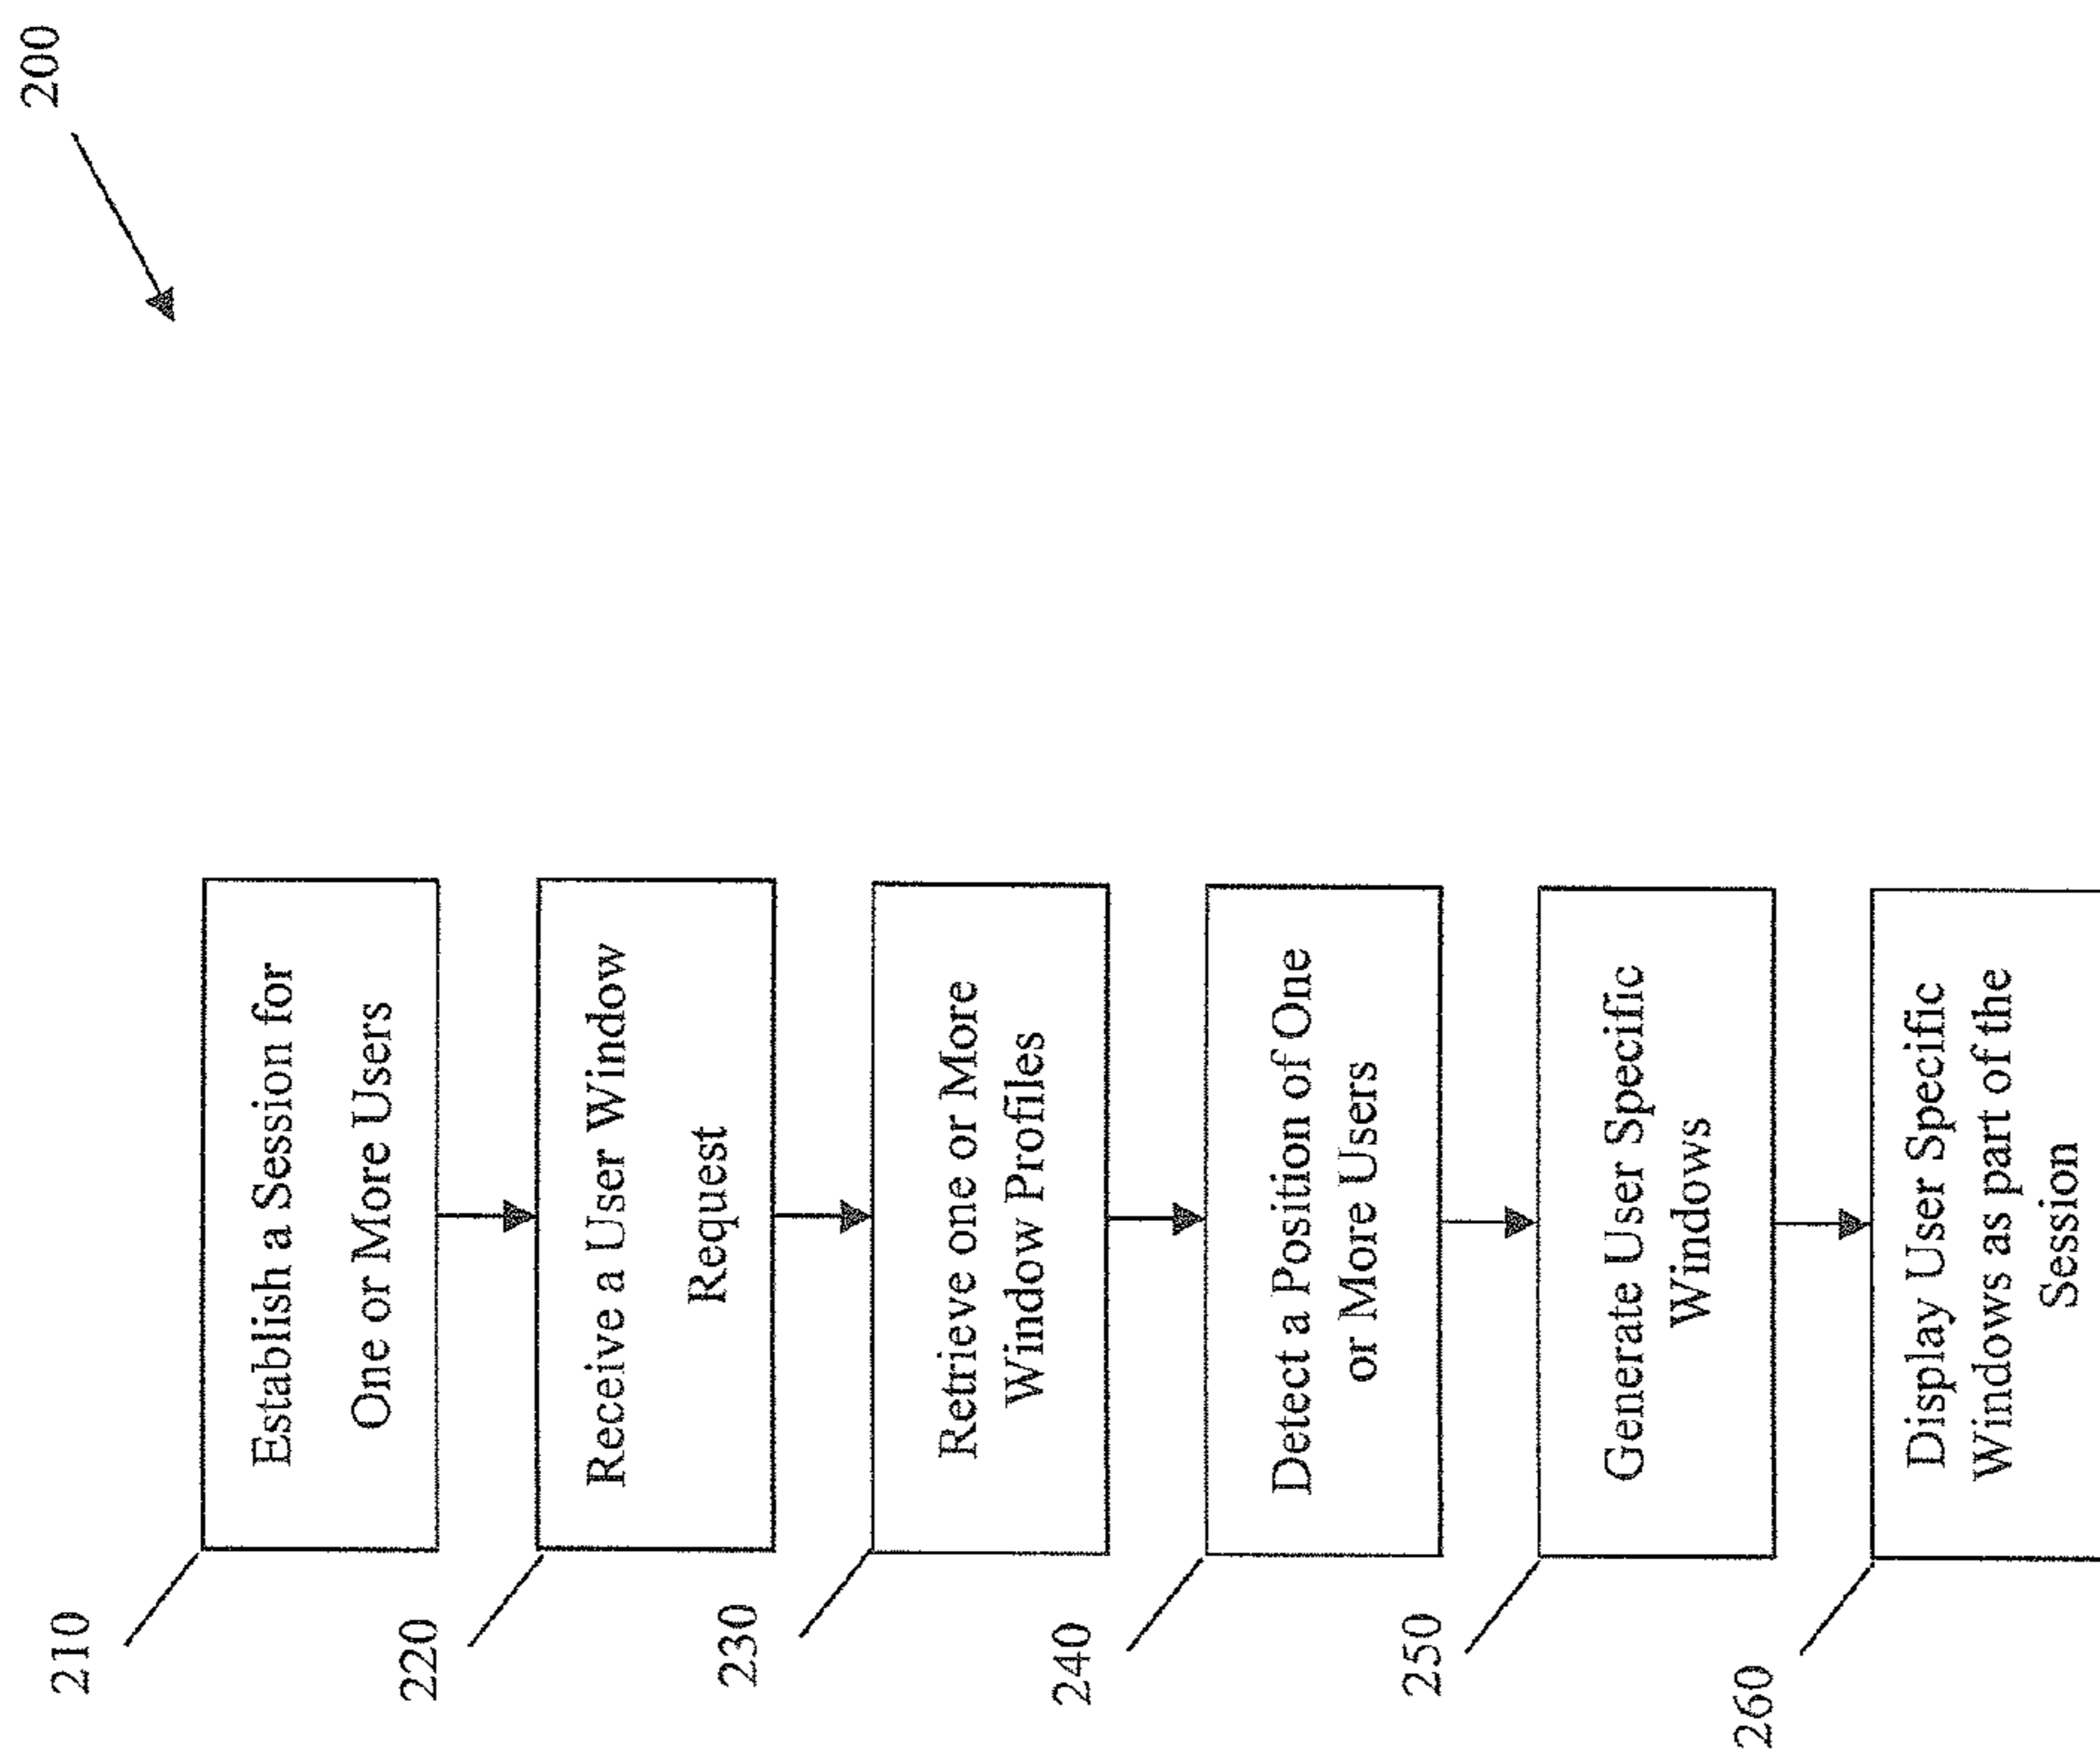 200
210
Establish a Session for
One or More Users
220
Receive a User Window
Request
230
Retrieve one or More
Window Profiles
240
Detect a Position of One
or More Users
250
Generate User Specific
Windows
260
Display User Specific
Windows as part of the
Session